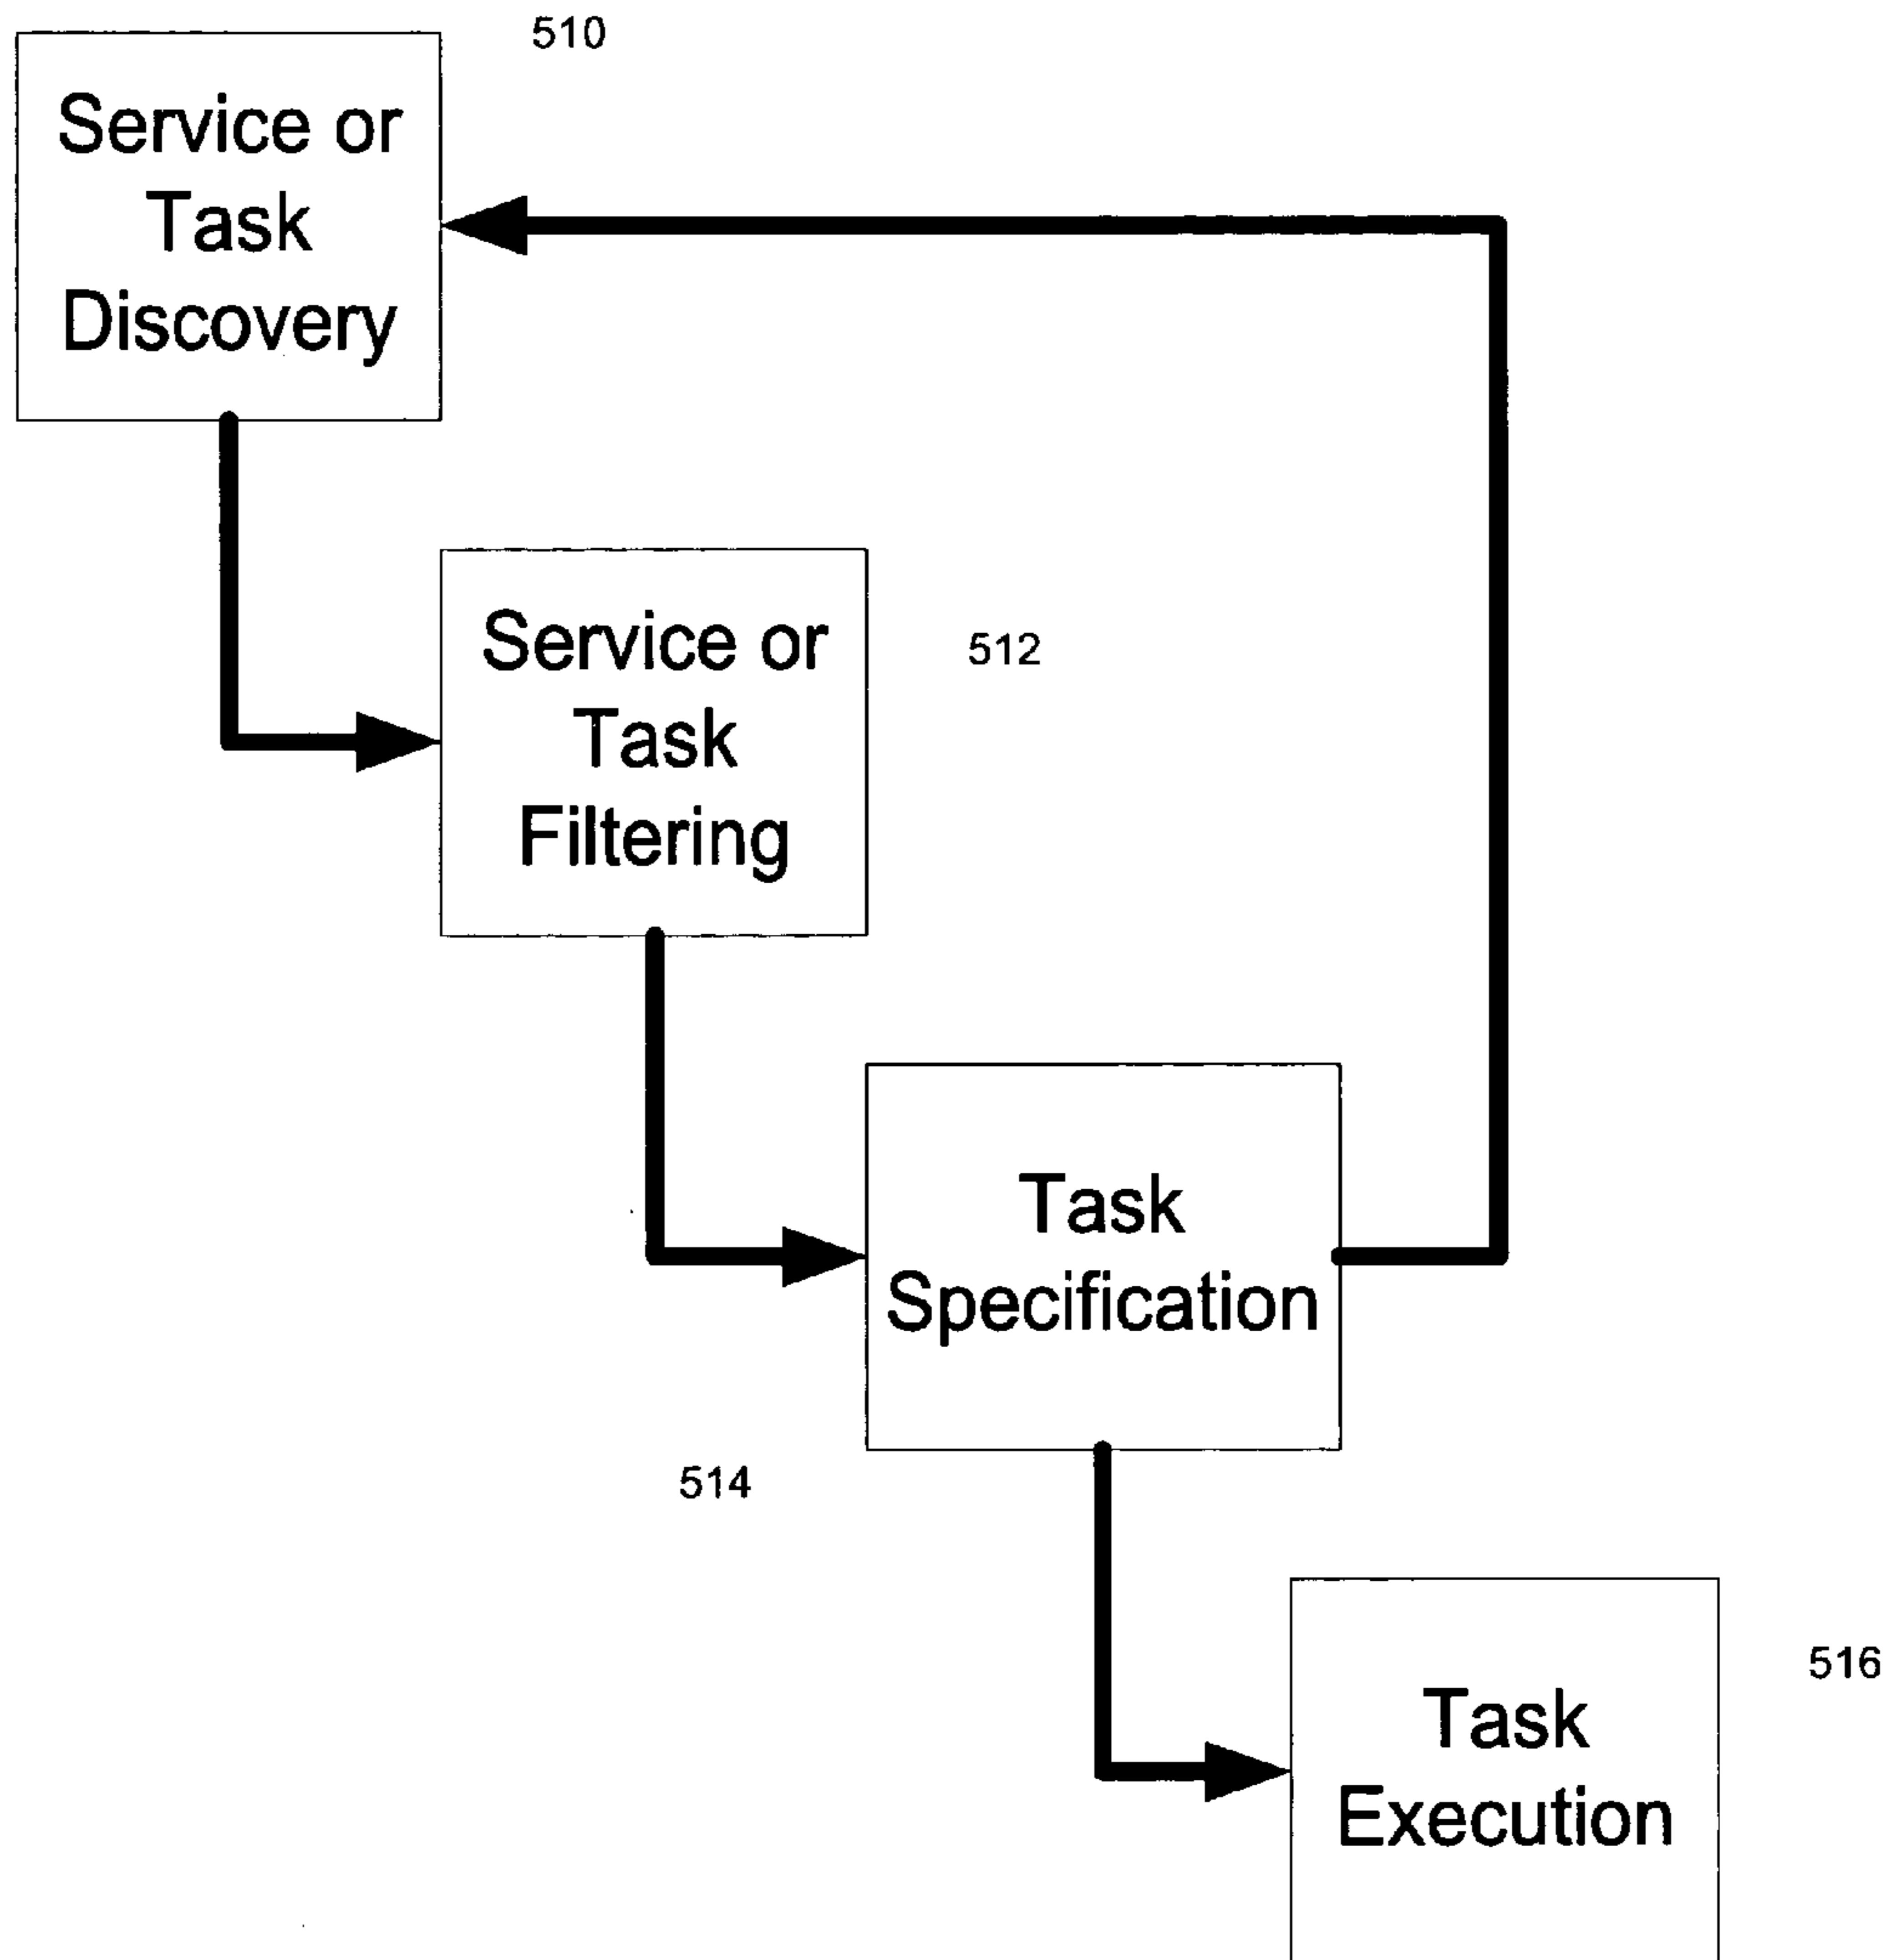 510
Service or
Task
Discovery
Service or
Task
Filtering
512
Task
Specification
514
Task
Execution
516